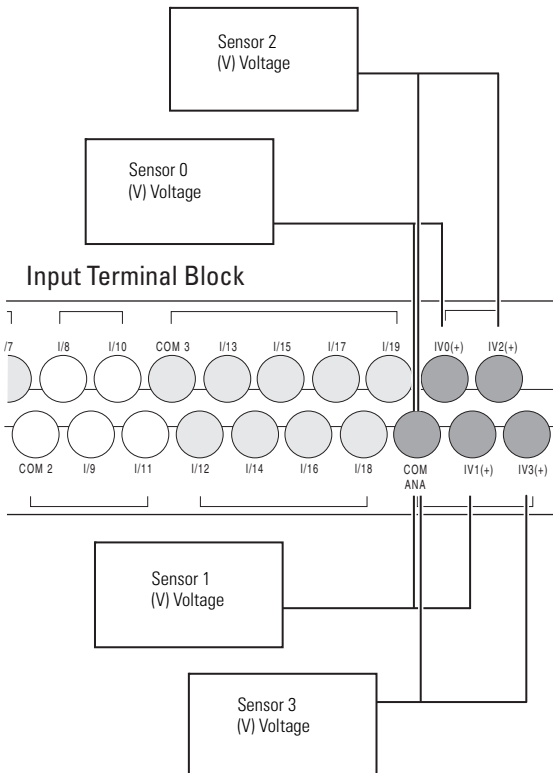 Sensor 2
(V) Voltage
Sensor 0
(V) Voltage
Input Terminal Block
/7 I/8 I/10 COM 3 I/13 I/15 I/17 I/19 IV0(+) IV2(+)
COM 2 I/9 I/11 I/12 I/14 I/16 I/18 COM IV1(+) IV3(+)
ANA
Sensor 1
(V) Voltage
Sensor 3
(V) Voltage